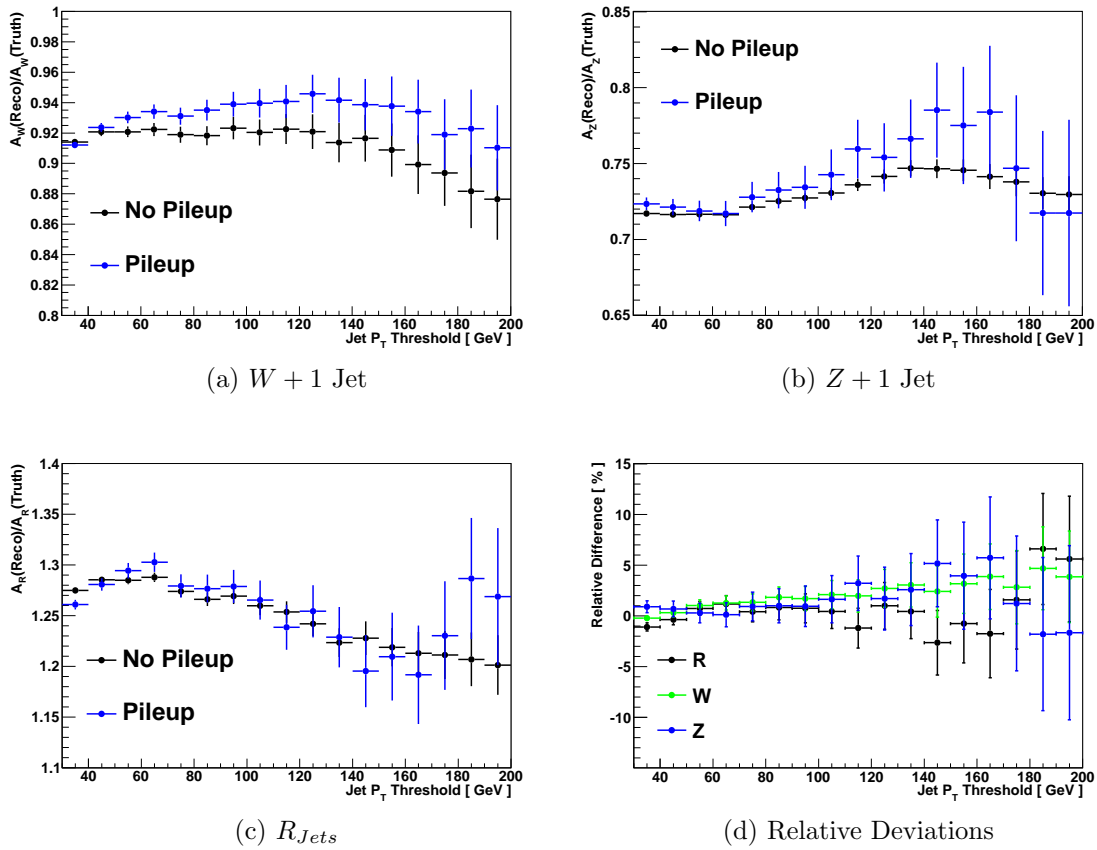 A_W(Reco)/A_W(Truth)
1
0.98
0.96
0.94
0.92
0.9
0.88
0.86
0.84
0.82
0.8
No Pileup
Pileup
40 60 80 100 120 140 160 180 200
Jet P_T Threshold [ GeV ]
(a) W + 1 Jet
A_Z(Reco)/A_Z(Truth)
0.85
0.8
0.75
0.7
0.65
No Pileup
Pileup
40 60 80 100 120 140 160 180 200
Jet P_T Threshold [ GeV ]
(b) Z + 1 Jet
A_R(Reco)/A_R(Truth)
1.4
1.35
1.3
1.25
1.2
1.15
1.1
No Pileup
Pileup
40 60 80 100 120 140 160 180 200
Jet P_T Threshold [ GeV ]
(c) R_Jets
Relative Difference [ % ]
15
10
5
0
-5
-10
R
W
Z
40 60 80 100 120 140 160 180 200
Jet P_T Threshold [ GeV ]
(d) Relative Deviations